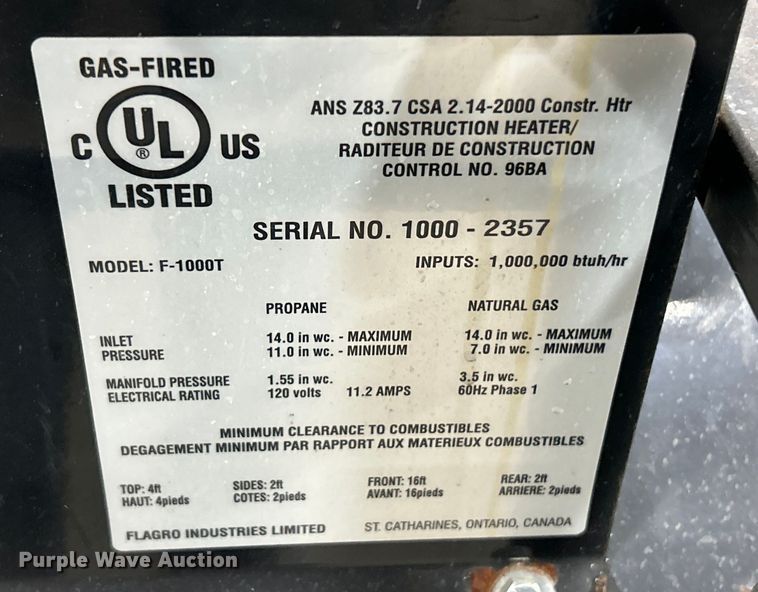 GAS-FIRED
C UL ® US
LISTED
ANS Z83.7 CSA 2.14-2000 Constr. Htr
CONSTRUCTION HEATER/
RADITEUR DE CONSTRUCTION
CONTROL NO. 96BA
SERIAL NO. 1000 - 2357
MODEL: F-1000T INPUTS: 1,000,000 btuh/hr
PROPANE NATURAL GAS
INLET 14.0 in wc. - MAXIMUM 14.0 in wc. - MAXIMUM
PRESSURE 11.0 in wc. - MINIMUM 7.0 in wc. - MINIMUM
MANIFOLD PRESSURE 1.55 in wc. 3.5 in wc.
ELECTRICAL RATING 120 volts 11.2 AMPS 60Hz Phase 1
MINIMUM CLEARANCE TO COMBUSTIBLES
DEGAGEMENT MINIMUM PAR RAPPORT AUX MATERIEUX COMBUSTIBLES
TOP: 4ft SIDES: 2ft FRONT: 16ft REAR: 2ft
HAUT: 4pieds COTES: 2pieds AVANT: 16pieds ARRIERE: 2pieds
FLAGRO INDUSTRIES LIMITED ST. CATHARINES, ONTARIO, CANADA
Purple Wave Auction